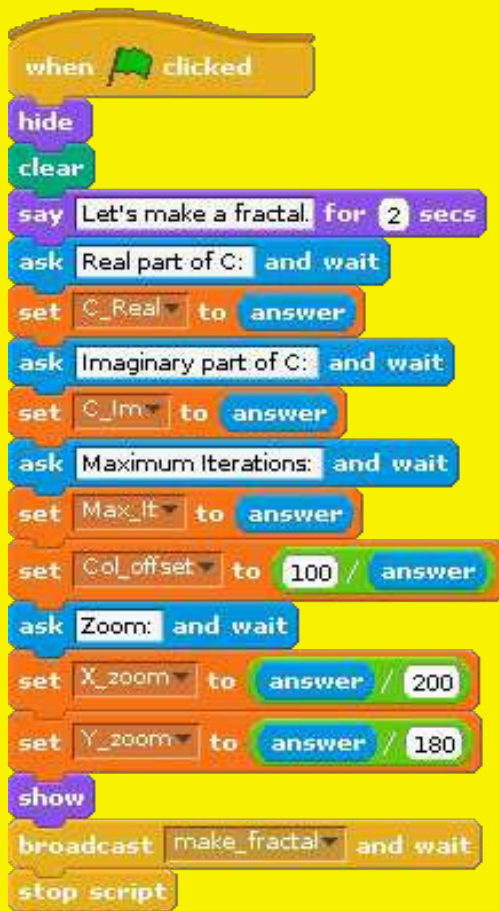 when clicked
hide
clear
say Let's make a fractal. for 2 secs
ask Real part of C: and wait
set C_Real to answer
ask Imaginary part of C: and wait
set C_Im to answer
ask Maximum Iterations: and wait
set Max_It to answer
set Col_offset to 100 / answer
ask Zoom: and wait
set X_zoom to answer / 200
set Y_zoom to answer / 180
show
broadcast make_fractal and wait
stop script